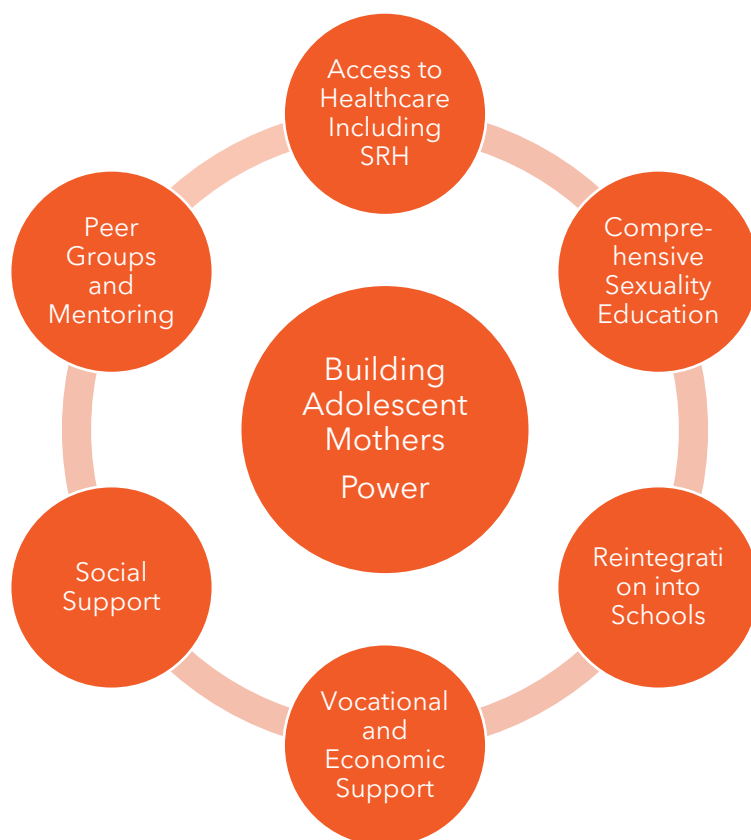 Access to
Healthcare
Including
SRH
Compre-
hensive
Sexuality
Education
Reintegrati
on into
Schools
Vocational
and
Economic
Support
Social
Support
Peer
Groups
and
Mentoring
Building
Adolescent
Mothers
Power